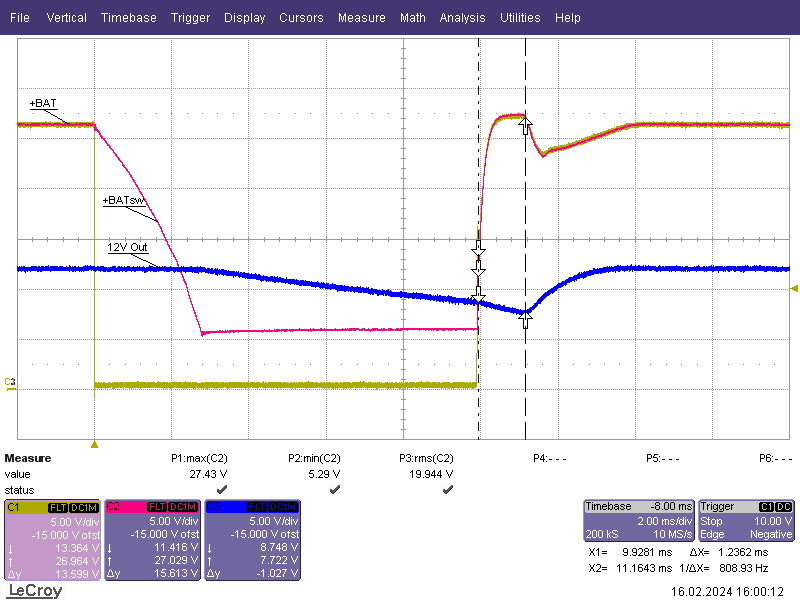 File Vertical Timebase Trigger Display Cursors Measure Math Analysis Utilities Help
+BAT
+BATsw
12V Out
C3
Measure P1:max(C2) P2:min(C2) P3:rms(C2) P4:- - - P5:- - - P6:- - -
value 27.43 V 5.29 V 19.944 V
status
C1 FLT DC1M C2 FLT DC1M C3 FLT DC1M Timebase -8.00 ms Trigger C1 DC
5.00 V/div 5.00 V/div 5.00 V/div 2.00 ms/div Stop 10.00 V
-15.000 V ofst -15.000 V ofst -15.000 V ofst 200 kS 10 MS/s Edge Negative
↓ 13.364 V ↓ 11.416 V ↓ 8.748 V X1= 9.9281 ms ΔX= 1.2362 ms
↑ 26.964 V ↑ 27.029 V ↑ 7.722 V X2= 11.1643 ms 1/ΔX= 808.93 Hz
Δy 13.599 V Δy 15.613 V Δy -1.027 V
LeCroy 16.02.2024 16:00:12